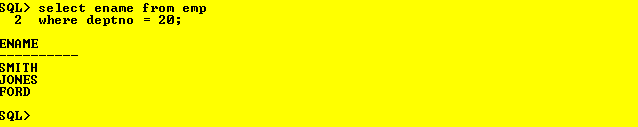 SQL> select ename from emp
  2  where deptno = 20;
ENAME
----------
SMITH
JONES
FORD
SQL>